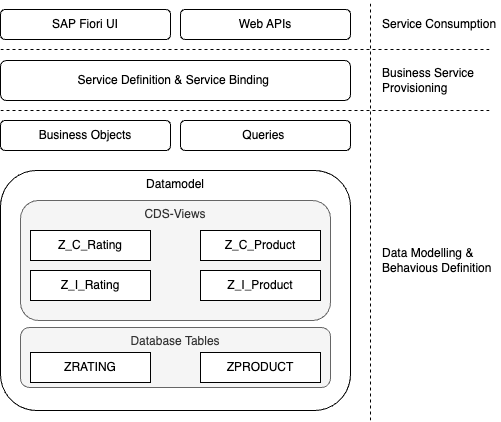 SAP Fiori UI
Web APIs
Service Consumption
Service Definition & Service Binding
Business Service
Provisioning
Business Objects
Queries
Datamodel
CDS-Views
Z_C_Rating
Z_C_Product
Z_I_Rating
Z_I_Product
Data Modelling &
Behavious Definition
Database Tables
ZRATING
ZPRODUCT